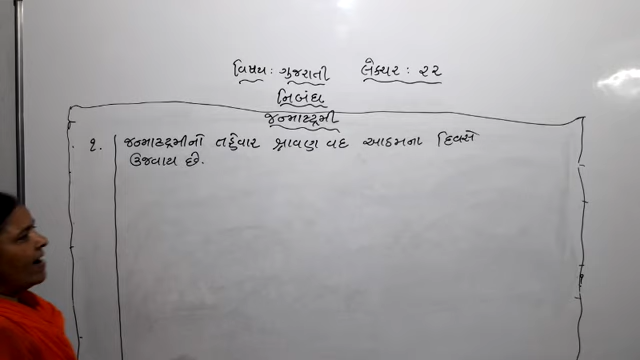 વિષય: ગુજરાતી લેક્ચર: ૨૨
નિબંધ
જન્માષ્ટમી
૧. જન્માષ્ટમીનો તહેવાર શ્રાવણ વદ આઠમના દિવસે
ઉજવાય છે.